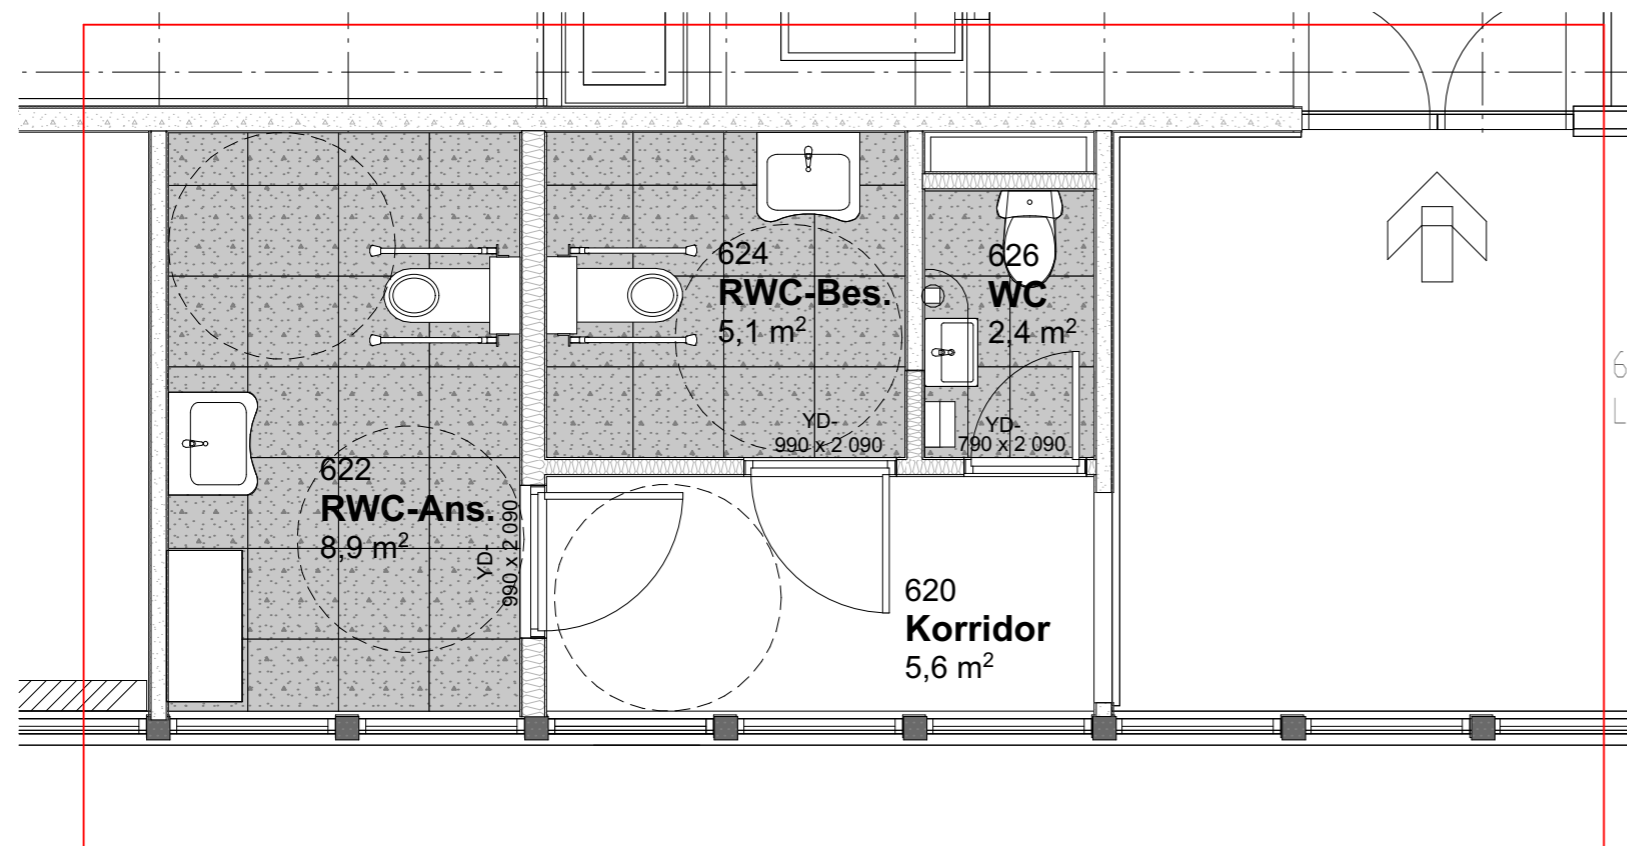 624
RWC-Bes.
5,1 m²
626
WC
2,4 m²
YD-
990 x 2 090
YD-
790 x 2 090
622
RWC-Ans.
8,9 m²
YD-
990 x 2 090
620
Korridor
5,6 m²
6
L